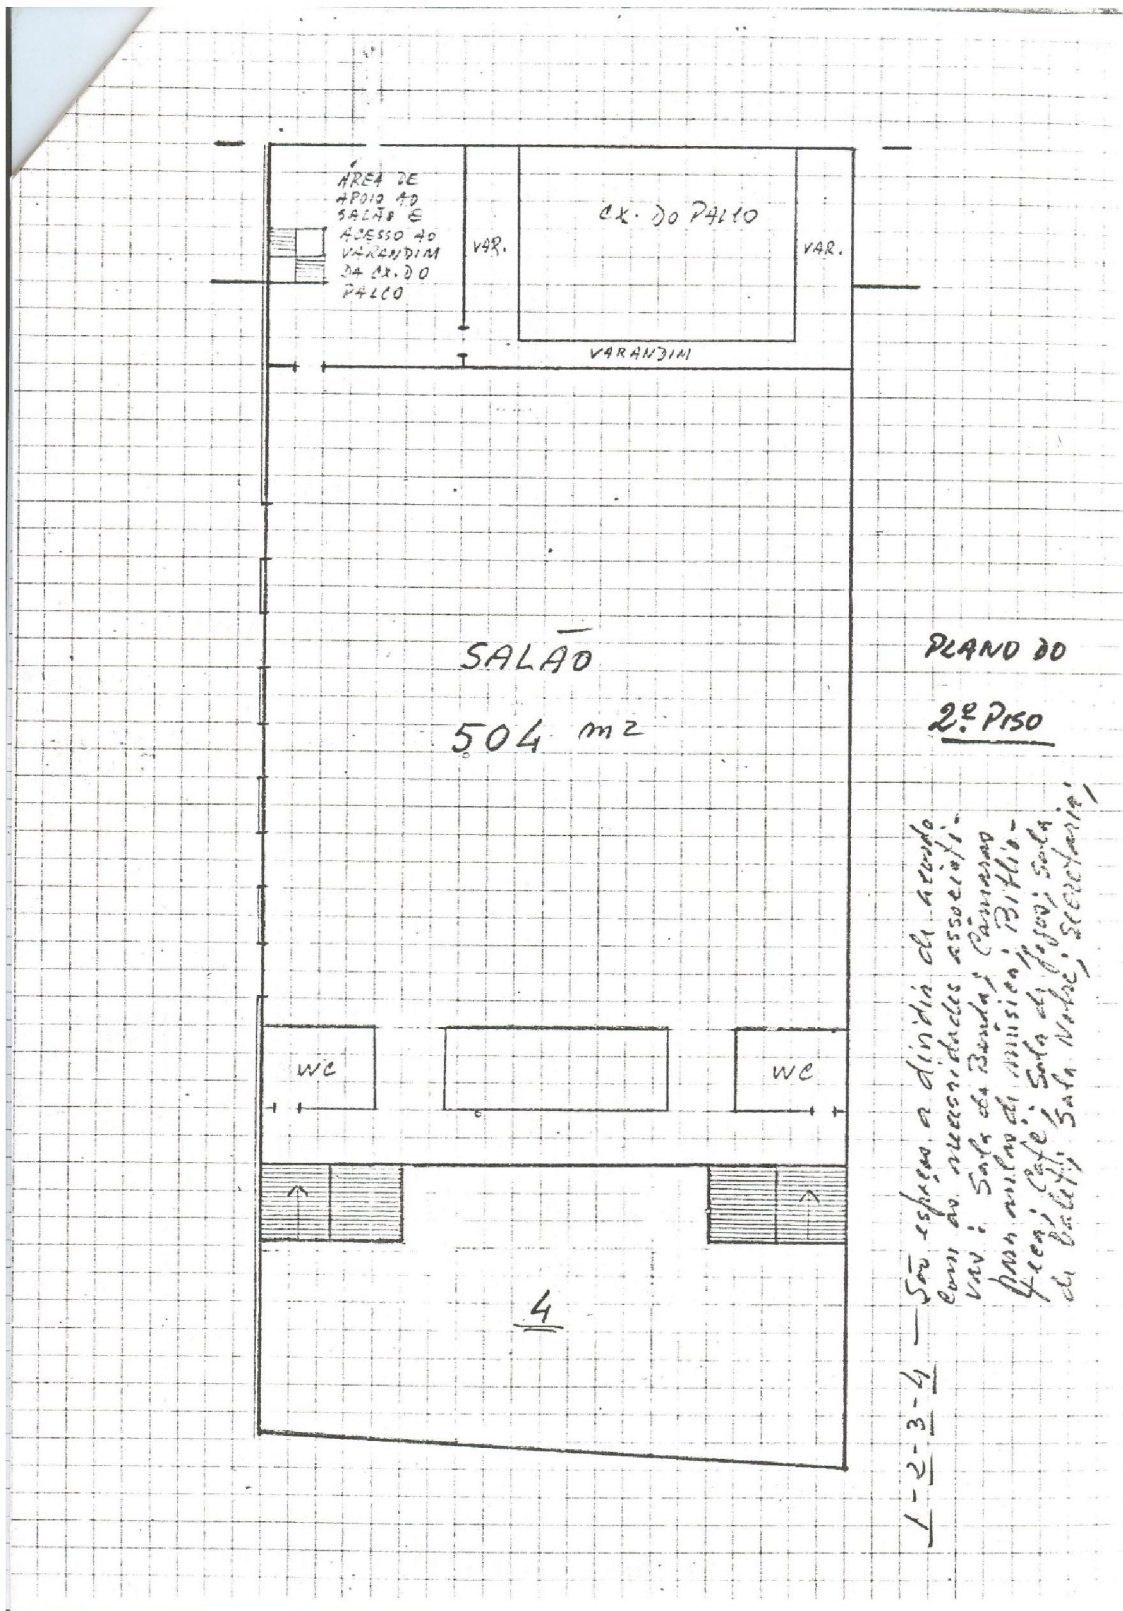 ÁREA DE
APOIO AO
SALÃO E
ACESSO AO
VARANDIM
DA CX. DO
PALCO
VAR.
CX. DO PALCO
VAR.
VARANDIM
SALÃO
504 m2
PLANO DO
2º PISO
WC
WC
4
1-2-3-4 — São espaços a dividir de acordo
com as necessidades associati-
vas: Sala da Banda; Camaras
para aulas de música; Biblio-
teca; Café; Sala de Jogos; Sala
de Ballet; Sala Nobre; Secretaria;